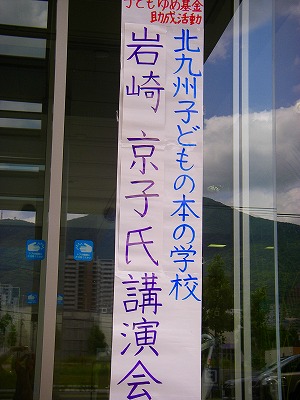 子どもゆめ基金
助成活動
北九州子どもの本の学校
岩崎京子氏講演会